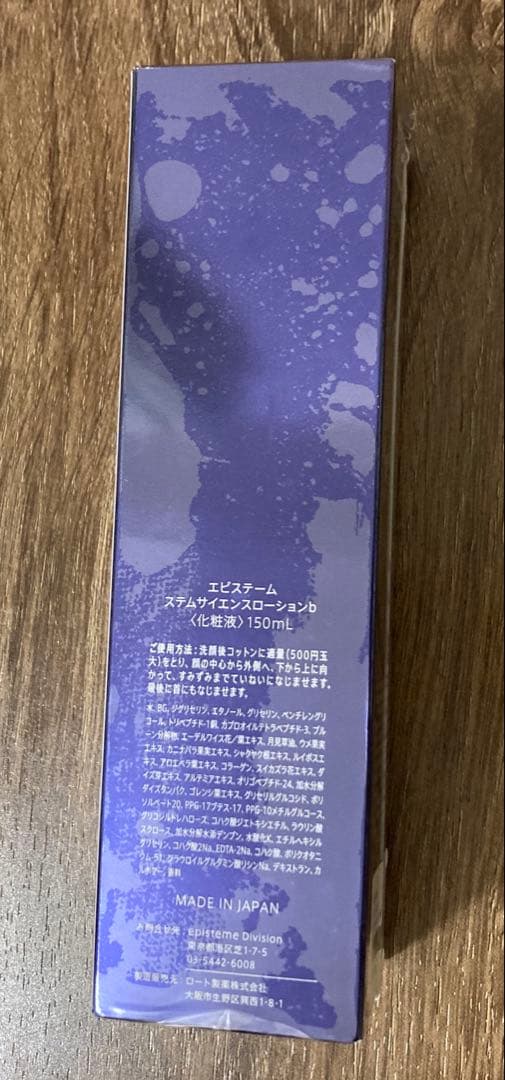 エピステーム
ステムサイエンスローションb
〈化粧液〉150mL
ご使用方法：洗顔後コットンに適量(500円玉
大)をとり、顔の中心から外側へ、下から上に向
かって、すみずみまでていねいになじませます。
最後に首にもなじませます。
水、BG、ジグリセリン、エタノール、グリセリン、ペンチレングリ
コール、トリペプチド-1銅、カプロオイルテトラペプチド-3、プル
ーン分解物、エーデルワイス花／葉エキス、月見草油、ウメ果実
エキス、カニナバラ果実エキス、シャクヤク根エキス、ルイボスエ
キス、アロエベラ葉エキス、コラーゲン、スイカズラ花エキス、ダ
イズ芽エキス、アルテミアエキス、オリゴペプチド-24、加水分解
ダイズタンパク、ゴレンシ葉エキス、グリセリルグルコシド、ポリ
ソルベート20、PPG-17ブテス-17、PPG-10メチルグルコース、
グリコシルトレハロース、コハク酸ジエトキシエチル、ラウリン酸
スクロース、加水分解水添デンプン、水酸化K、エチルヘキシル
グリセリン、コハク酸2Na、EDTA-2Na、コハク酸、ポリクオタニ
ウム-51、ジラウロイルグルタミン酸リシンNa、デキストラン、カ
ルボマー、香料
MADE IN JAPAN
お問合せ先：episteme Division
東京都港区芝1-7-5
03-5442-6008
製造販売元：ロート製薬株式会社
大阪市生野区巽西1-8-1